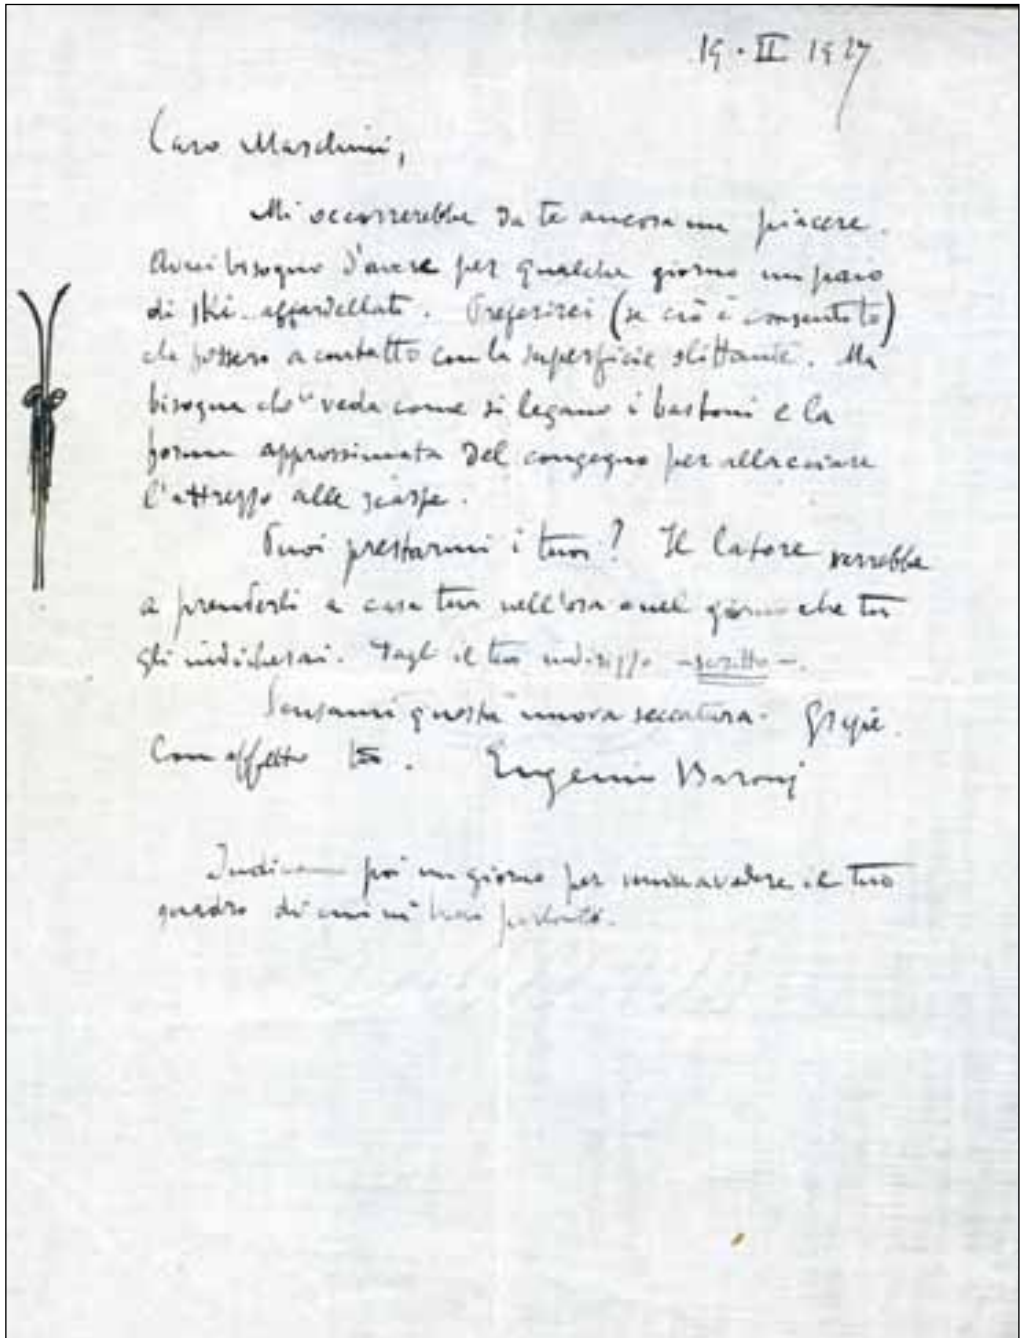 19 · II 1927
Caro Maschini,
Mi occorrerebbe da te ancora un piacere.
Avrei bisogno d'avere per qualche giorno un paio
di ski affardellati. Preferirei (se ciò è consentito)
che fossero a contatto con la superficie slittante. Ma
bisogna ch'io veda come si legano i bastoni e la
forma approssimata del congegno per allacciare
l'attrezzo alle scarpe.
Puoi prestarmi i tuoi? Il latore verrebbe
a prenderli a casa tua nell'ora e nel giorno che tu
gli indicherai. Dagli il tuo indirizzo – scritto –.
Scusami questa nuova seccatura. Grazie.
Con affetto tuo. Eugenio Baroni
poi un giorno per il tuo
quadro di cui mi hai parlato.